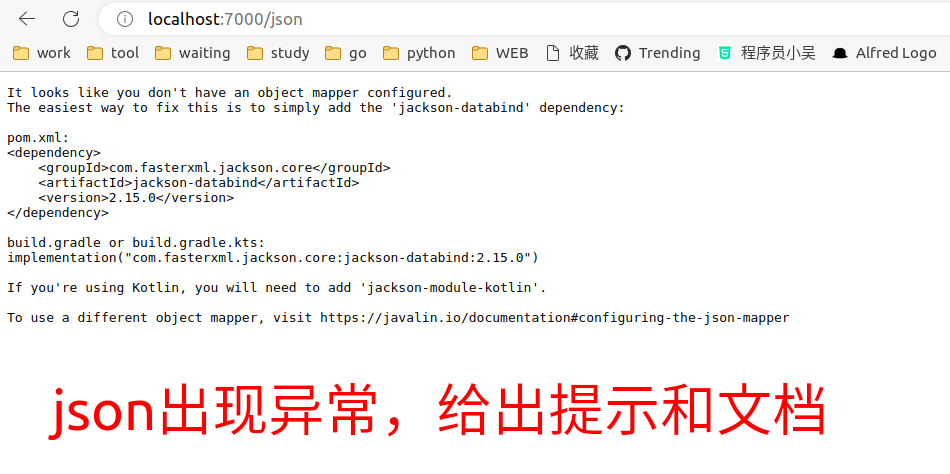 localhost:7000/json
work tool waiting study go python WEB 收藏 Trending 程序员小吴 Alfred Logo
It looks like you don't have an object mapper configured.
The easiest way to fix this is to simply add the 'jackson-databind' dependency:
pom.xml:
<dependency>
    <groupId>com.fasterxml.jackson.core</groupId>
    <artifactId>jackson-databind</artifactId>
    <version>2.15.0</version>
</dependency>
build.gradle or build.gradle.kts:
implementation("com.fasterxml.jackson.core:jackson-databind:2.15.0")
If you're using Kotlin, you will need to add 'jackson-module-kotlin'.
To use a different object mapper, visit https://javalin.io/documentation#configuring-the-json-mapper
json出现异常，给出提示和文档